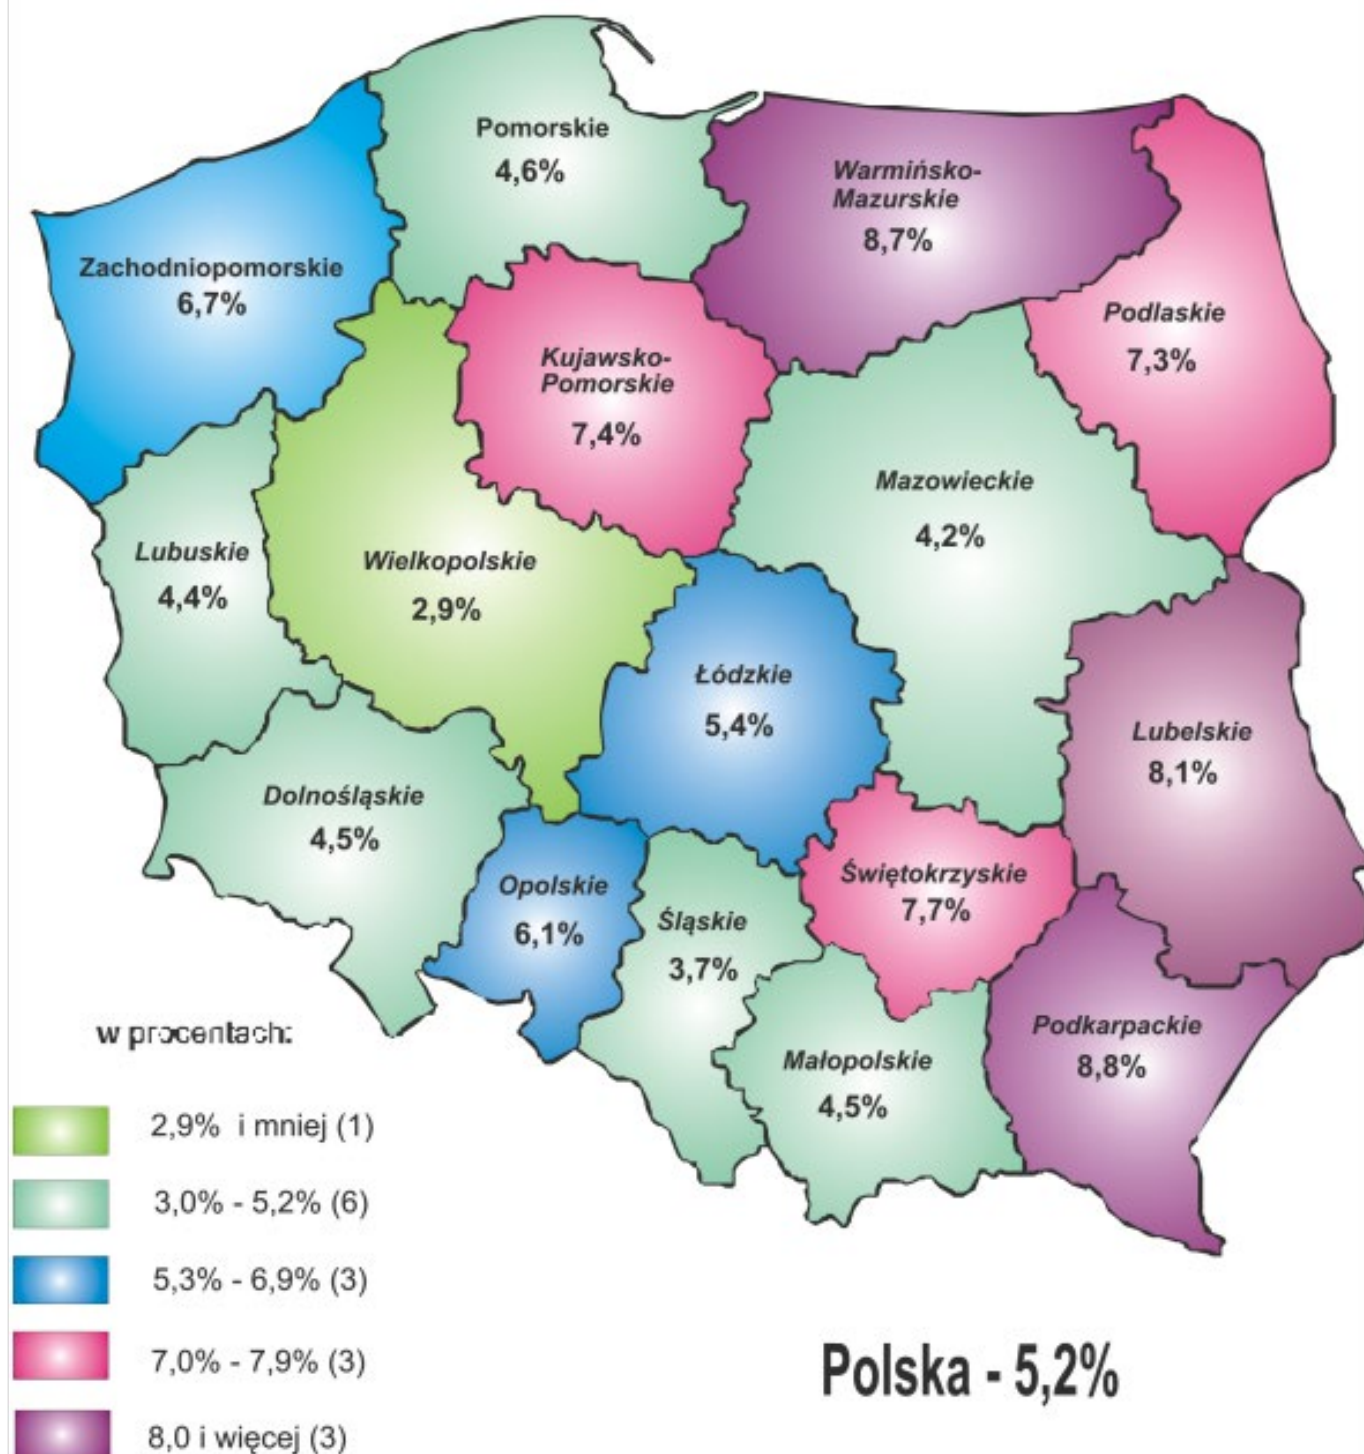 Pomorskie
4,6%
Warmińsko-
Mazurskie
8,7%
Zachodniopomorskie
6,7%
Podlaskie
7,3%
Kujawsko-
Pomorskie
7,4%
Mazowieckie
4,2%
Lubuskie
4,4%
Wielkopolskie
2,9%
Łódzkie
5,4%
Lubelskie
8,1%
Dolnośląskie
4,5%
Opolskie
6,1%
Śląskie
3,7%
Świętokrzyskie
7,7%
Małopolskie
4,5%
Podkarpackie
8,8%
w procentach:
2,9% i mniej (1)
3,0% - 5,2% (6)
5,3% - 6,9% (3)
7,0% - 7,9% (3)
8,0 i więcej (3)
Polska - 5,2%